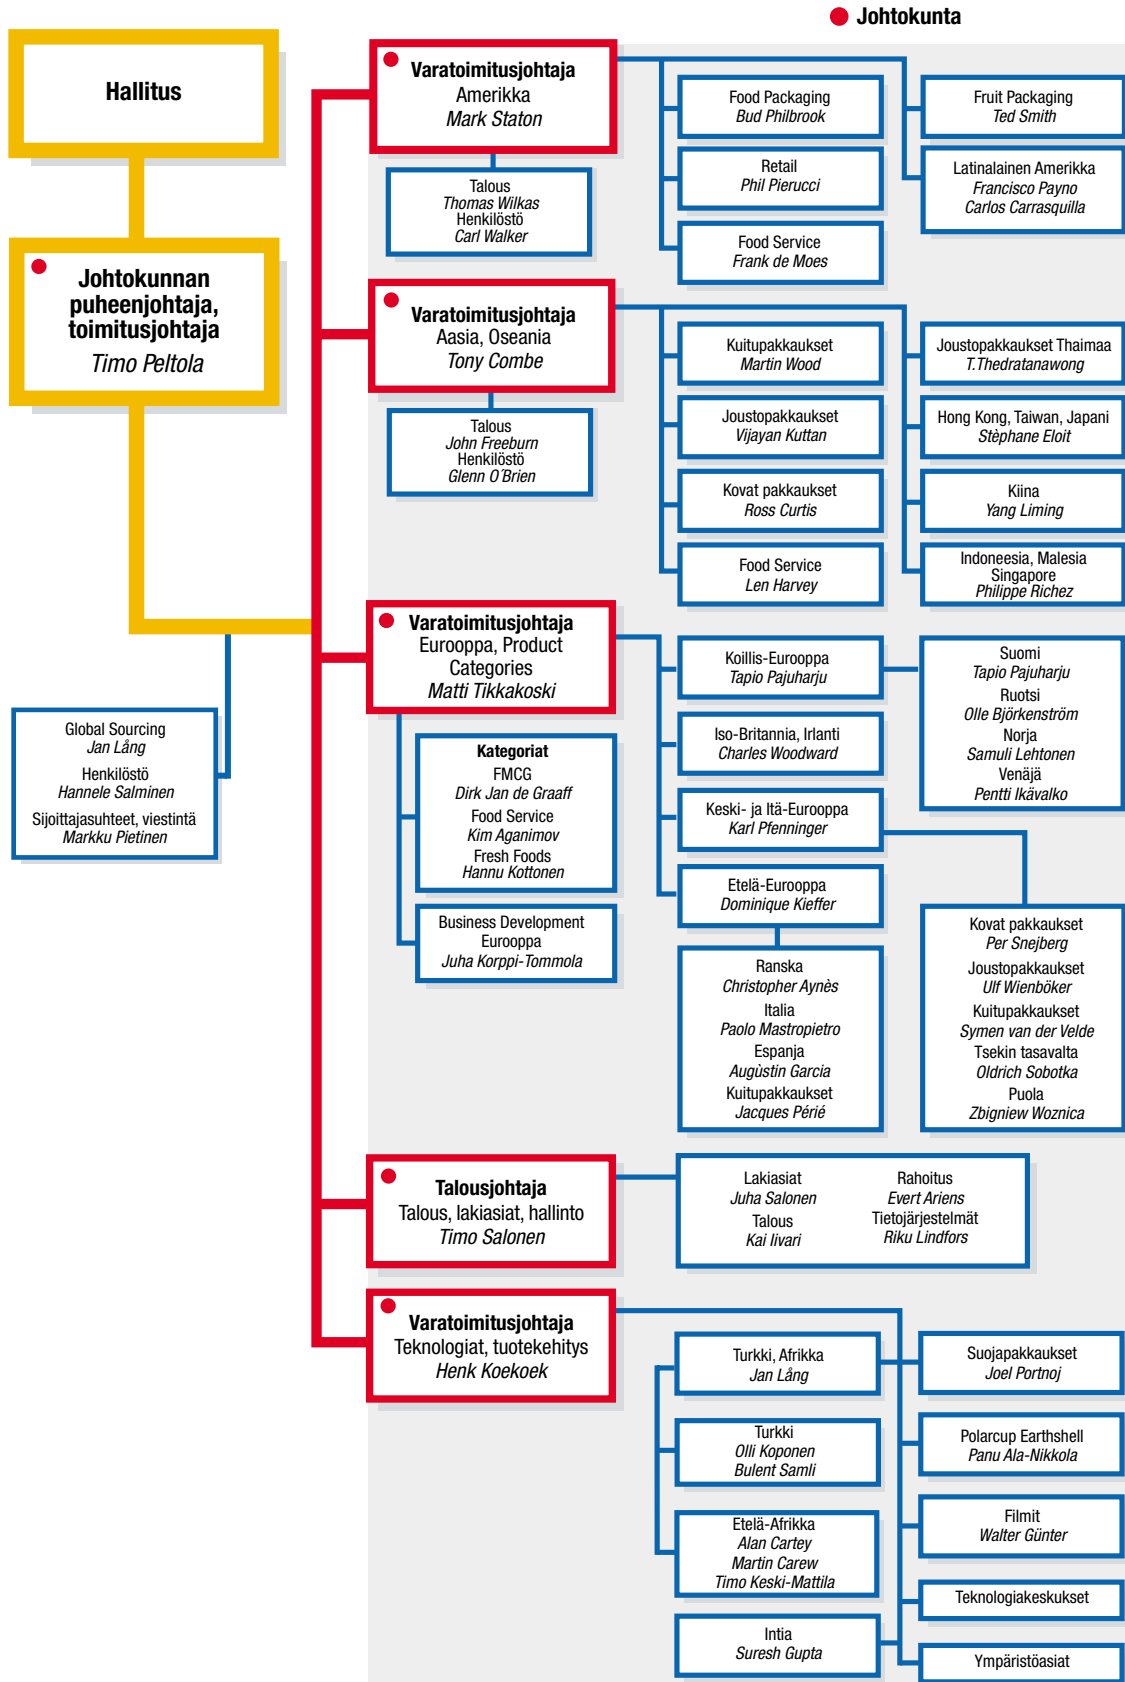 Johtokunta
Hallitus
Johtokunnan
puheenjohtaja,
toimitusjohtaja
Timo Peltola
Global Sourcing
Jan Lång
Henkilöstö
Hannele Salminen
Sijoittajasuhteet, viestintä
Markku Pietinen
Varatoimitusjohtaja
Amerikka
Mark Staton
Talous
Thomas Wilkas
Henkilöstö
Carl Walker
Food Packaging
Bud Philbrook
Retail
Phil Pierucci
Food Service
Frank de Moes
Fruit Packaging
Ted Smith
Latinalainen Amerikka
Francisco Payno
Carlos Carrasquilla
Varatoimitusjohtaja
Aasia, Oseania
Tony Combe
Talous
John Freeburn
Henkilöstö
Glenn O´Brien
Kuitupakkaukset
Martin Wood
Joustopakkaukset
Vijayan Kuttan
Kovat pakkaukset
Ross Curtis
Food Service
Len Harvey
Joustopakkaukset Thaimaa
T.Thedratanawong
Hong Kong, Taiwan, Japani
Stèphane Eloit
Kiina
Yang Liming
Indoneesia, Malesia
Singapore
Philippe Richez
Varatoimitusjohtaja
Eurooppa, Product
Categories
Matti Tikkakoski
Kategoriat
FMCG
Dirk Jan de Graaff
Food Service
Kim Aganimov
Fresh Foods
Hannu Kottonen
Business Development
Eurooppa
Juha Korppi-Tommola
Koillis-Eurooppa
Tapio Pajuharju
Iso-Britannia, Irlanti
Charles Woodward
Keski- ja Itä-Eurooppa
Karl Pfenninger
Etelä-Eurooppa
Dominique Kieffer
Ranska
Christopher Aynès
Italia
Paolo Mastropietro
Espanja
Augùstin Garcia
Kuitupakkaukset
Jacques Périé
Suomi
Tapio Pajuharju
Ruotsi
Olle Björkenström
Norja
Samuli Lehtonen
Venäjä
Pentti Ikävalko
Kovat pakkaukset
Per Snejberg
Joustopakkaukset
Ulf Wienböker
Kuitupakkaukset
Symen van der Velde
Tsekin tasavalta
Oldrich Sobotka
Puola
Zbigniew Woznica
Talousjohtaja
Talous, lakiasiat, hallinto
Timo Salonen
Lakiasiat
Juha Salonen
Talous
Kai Iivari
Rahoitus
Evert Ariens
Tietojärjestelmät
Riku Lindfors
Varatoimitusjohtaja
Teknologiat, tuotekehitys
Henk Koekoek
Turkki, Afrikka
Jan Lång
Turkki
Olli Koponen
Bulent Samli
Etelä-Afrikka
Alan Cartey
Martin Carew
Timo Keski-Mattila
Intia
Suresh Gupta
Suojapakkaukset
Joel Portnoj
Polarcup Earthshell
Panu Ala-Nikkola
Filmit
Walter Günter
Teknologiakeskukset
Ympäristöasiat